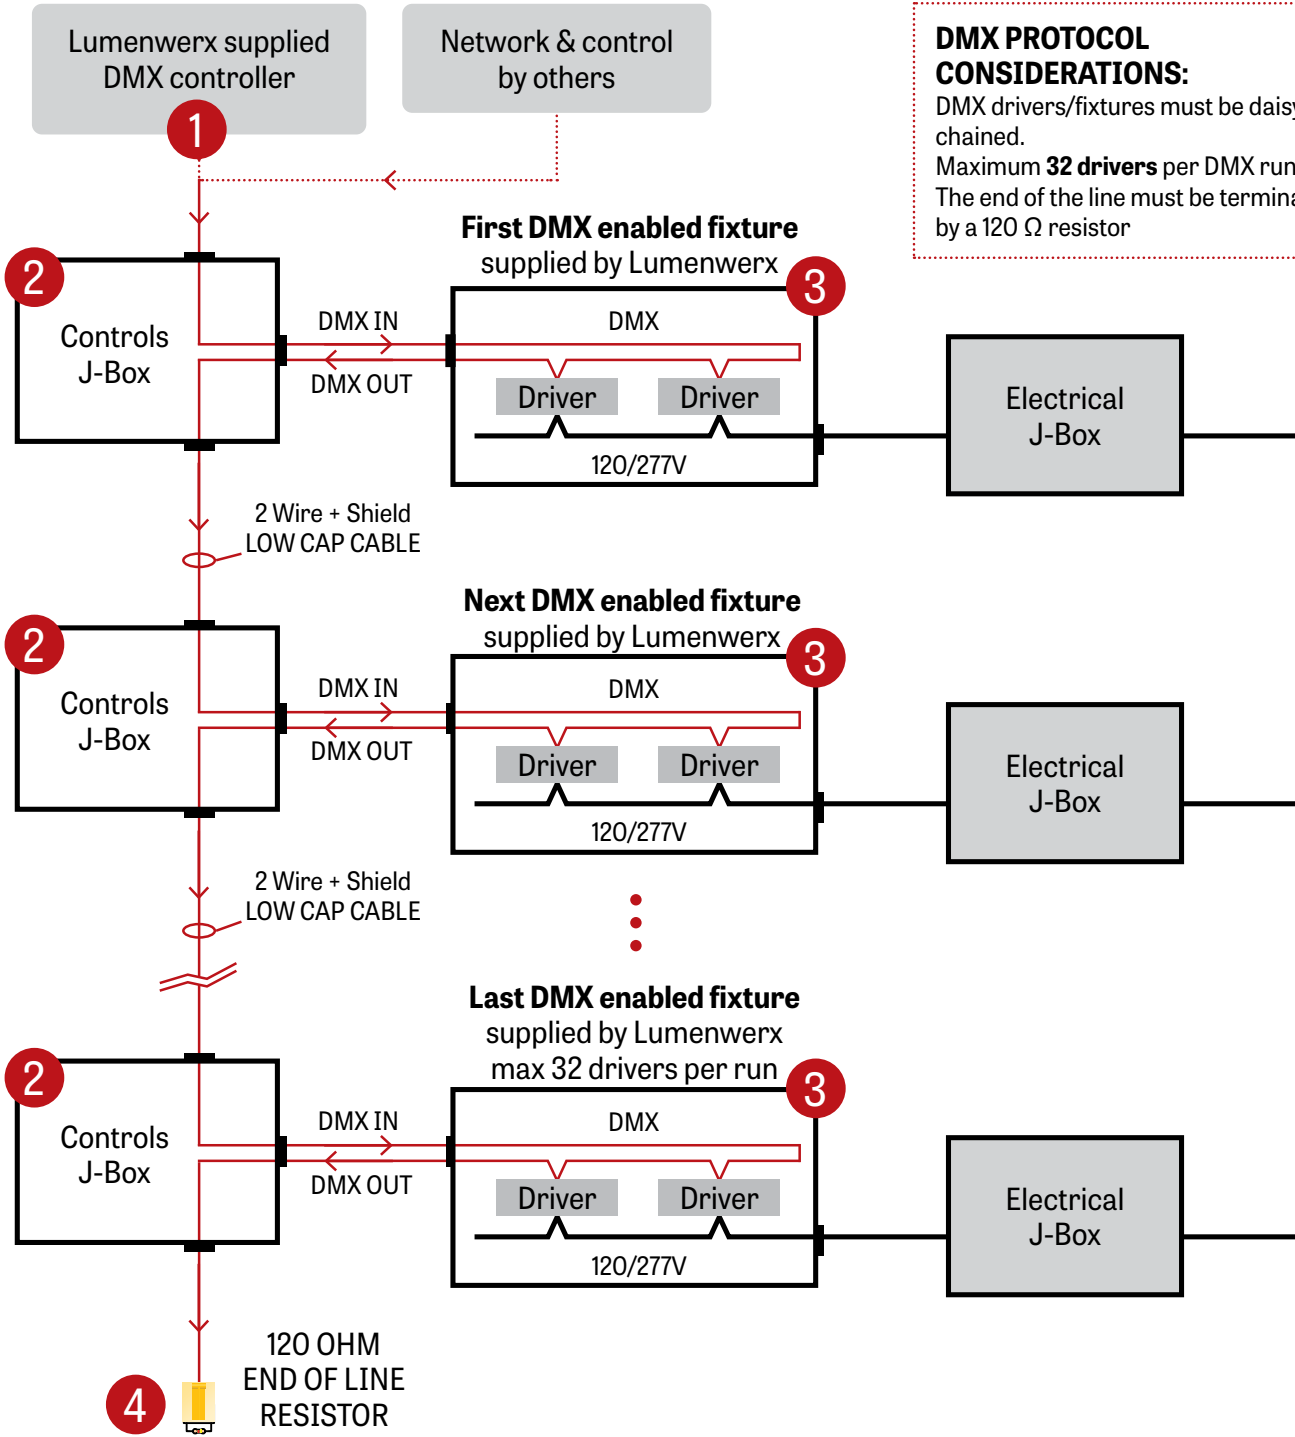 Lumenwerx supplied
DMX controller
1
Network & control
by others
DMX PROTOCOL
CONSIDERATIONS:
DMX drivers/fixtures must be daisy
chained.
Maximum 32 drivers per DMX run
The end of the line must be
by a 120 Ω resistor
First DMX enabled fixture
supplied by Lumenwerx
2
Controls
J-Box
DMX IN
DMX OUT
3
DMX
Driver
Driver
120/277V
Electrical
J-Box
2 Wire + Shield
LOW CAP CABLE
Next DMX enabled fixture
supplied by Lumenwerx
2
Controls
J-Box
DMX IN
DMX OUT
3
DMX
Driver
Driver
120/277V
Electrical
J-Box
2 Wire + Shield
LOW CAP CABLE
Last DMX enabled fixture
supplied by Lumenwerx
max 32 drivers per run
2
Controls
J-Box
DMX IN
DMX OUT
3
DMX
Driver
Driver
120/277V
Electrical
J-Box
4
120 OHM
END OF LINE
RESISTOR